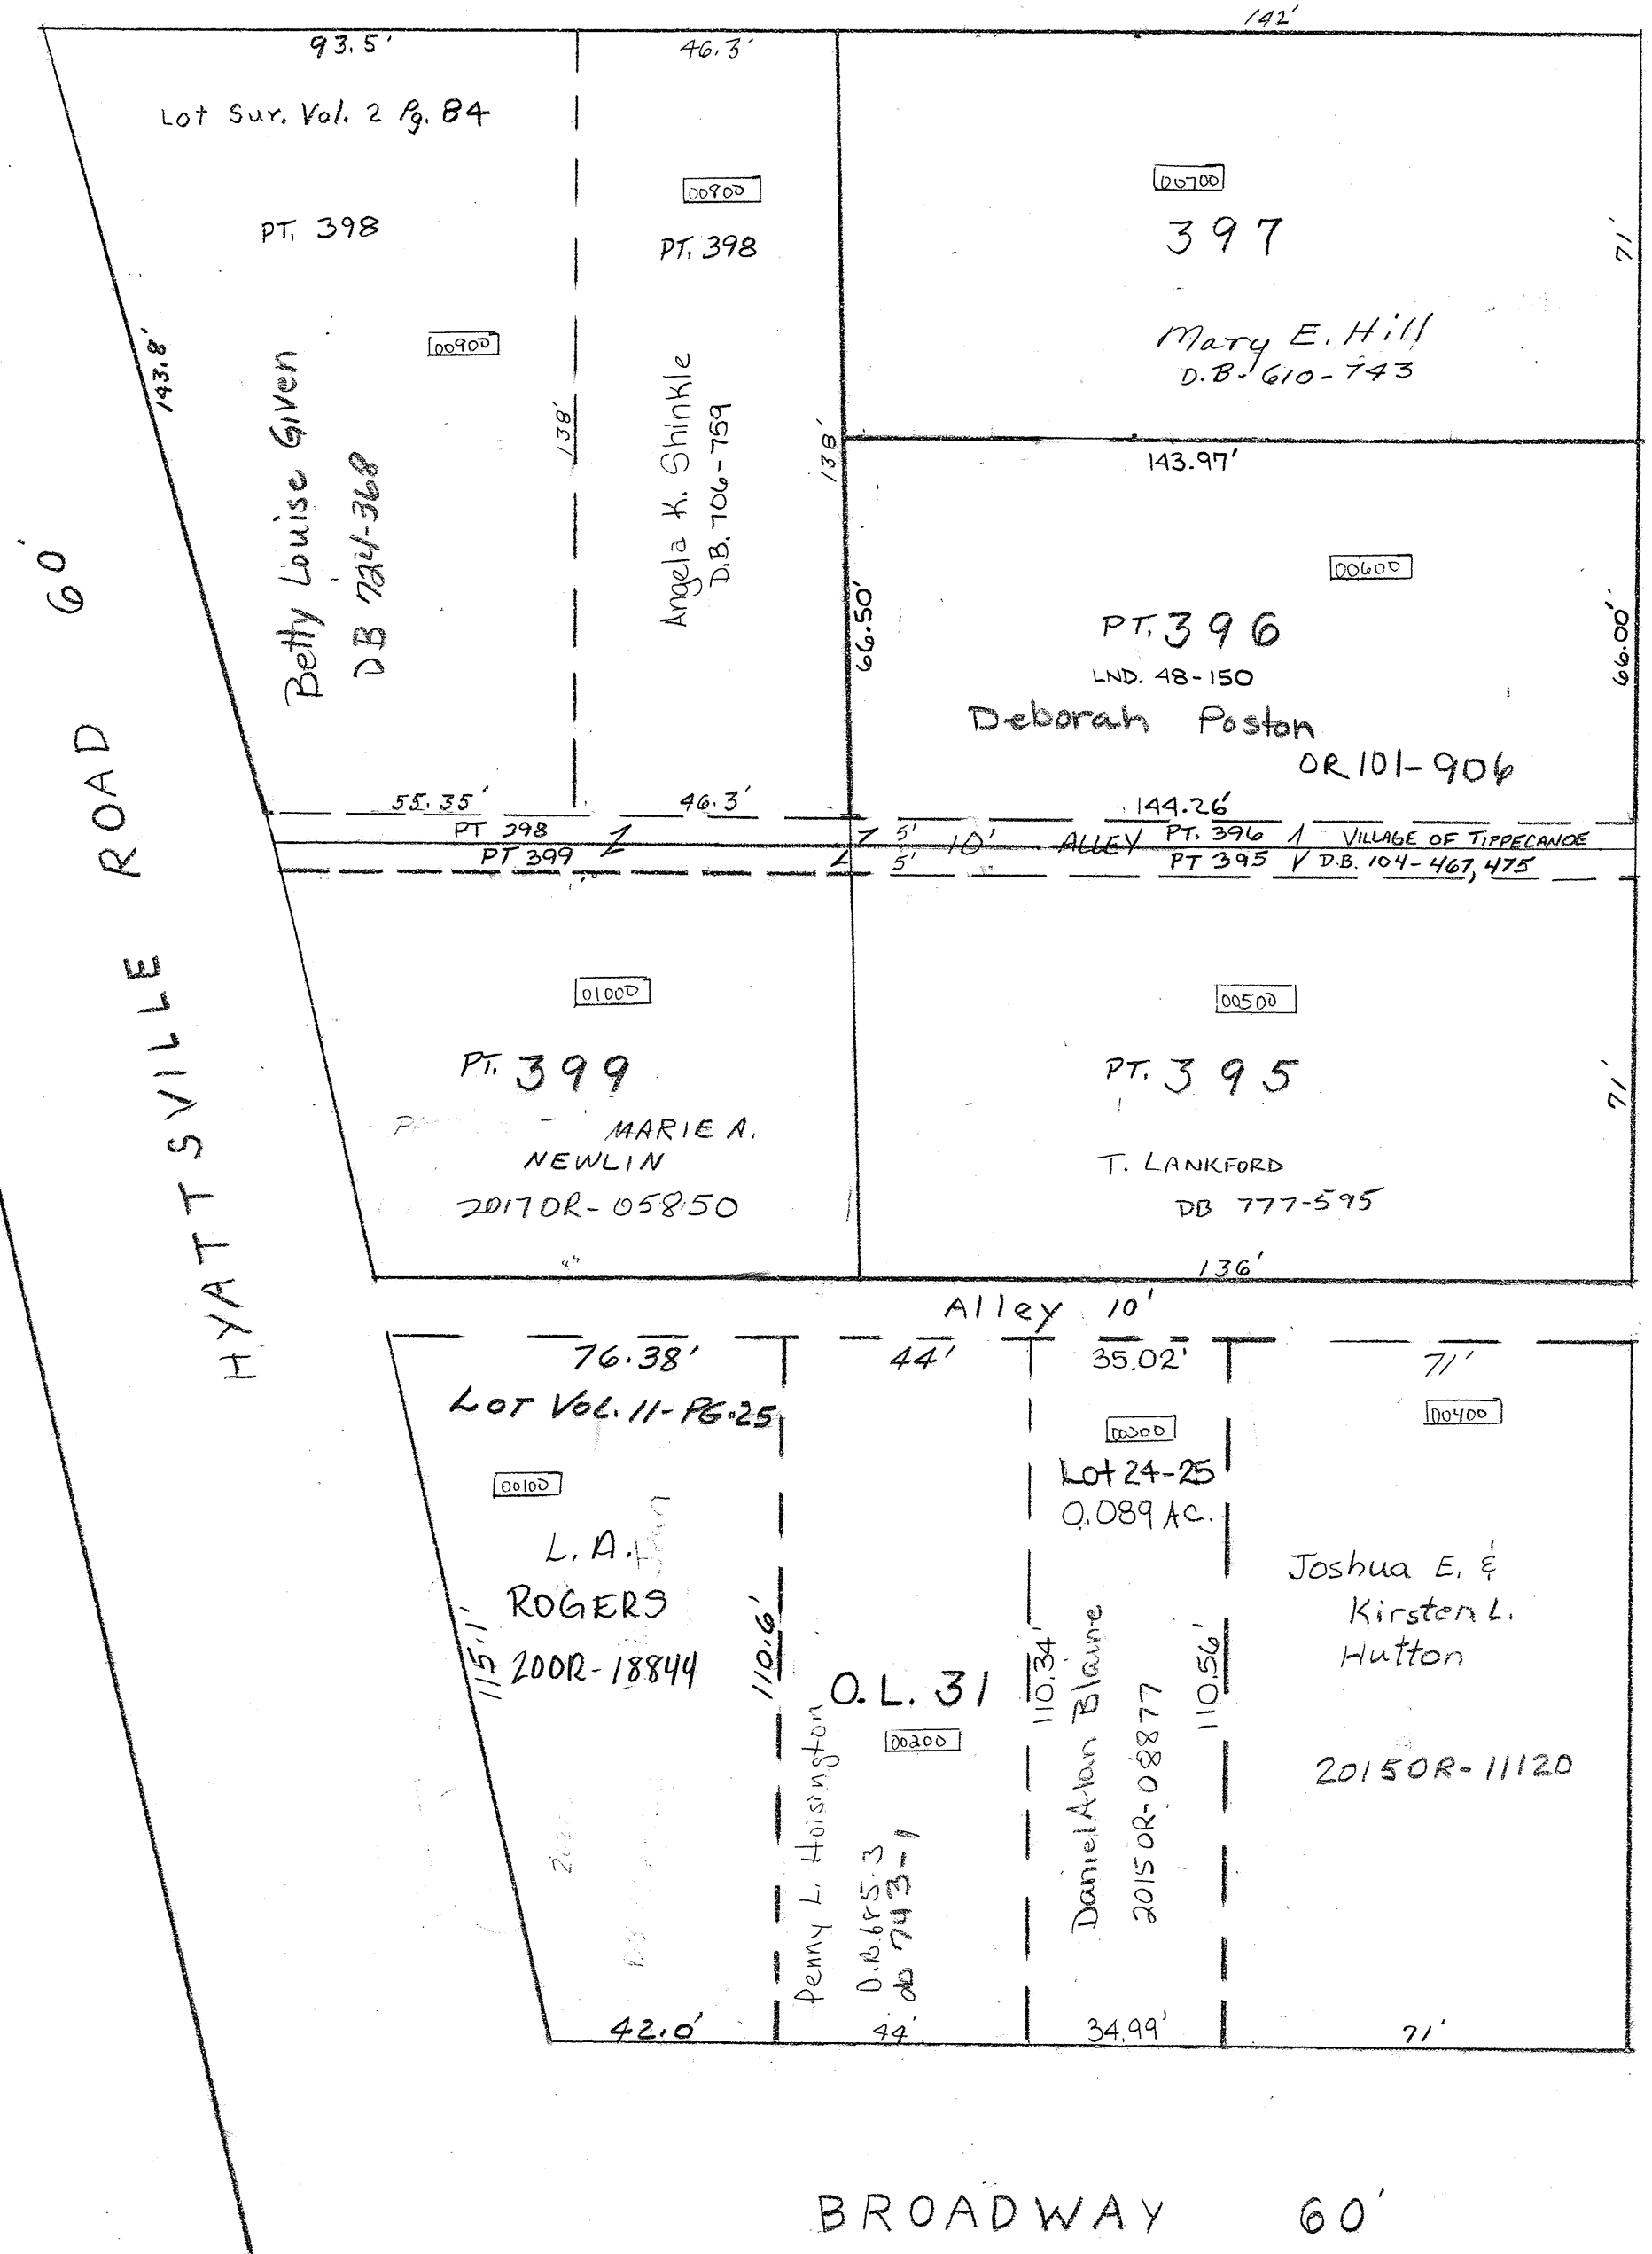 142'
93.5'
46.3'
Lot Sur. Vol. 2 Pg. 84
PT. 398
00900
Betty Louise Given
DB 724-368
143.8'
138'
PT. 398
Angela K. Shinkle
D.B. 706-759
138'
00700
397
Mary E. Hill
D.B. 610-743
71'
143.97'
00600
PT. 396
LND. 48-150
Deborah Poston
OR 101-906
66.50'
66.00'
55.35'
46.3'
144.26'
PT 398
5'
10'
ALLEY
PT. 396
VILLAGE OF TIPPECANOE
PT 399
5'
PT 395
D.B. 104-467, 475
HYATTSVILLE ROAD 60'
01000
PT. 399
MARIE A.
NEWLIN
2017OR-05850
00500
PT. 395
T. LANKFORD
DB 777-595
71'
136'
Alley 10'
76.38'
44'
35.02'
71'
LOT VOL. 11-PG.25
00100
L. A.
ROGERS
200R-18844
115.1'
110.6'
O.L. 31
00200
Penny L. Hoisington
db 743-1
110.34'
00300
Lot 24-25
0.089 AC.
Daniel Alan Blaine
2015OR-08877
110.56'
00400
Joshua E. &
Kirsten L.
Hutton
2015OR-11120
42.0'
44'
34.99'
71'
BROADWAY 60'